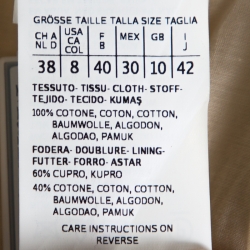 GRÖSSE TAILLE TALLA SIZE TAGLIA
CH A NL D USA CA COL F B MEX GB I J
38 8 40 30 10 42
TESSUTO- TISSU- CLOTH- STOFF-
TEJIDO- TECIDO- KUMAŞ
100% COTONE, COTON, COTTON,
BAUMWOLLE, ALGODON,
ALGODAO, PAMUK
FODERA- DOUBLURE- LINING-
FUTTER- FORRO- ASTAR
60% CUPRO, KUPRO
40% COTONE, COTON, COTTON,
BAUMWOLLE, ALGODON,
ALGODAO, PAMUK
CARE INSTRUCTIONS ON
REVERSE